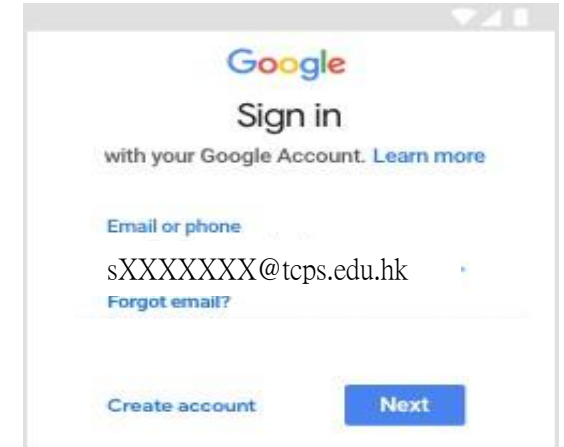 Google
Sign in
with your Google Account. Learn more
Email or phone
sXXXXXXX@tcps.edu.hk
Forgot email?
Create account
Next